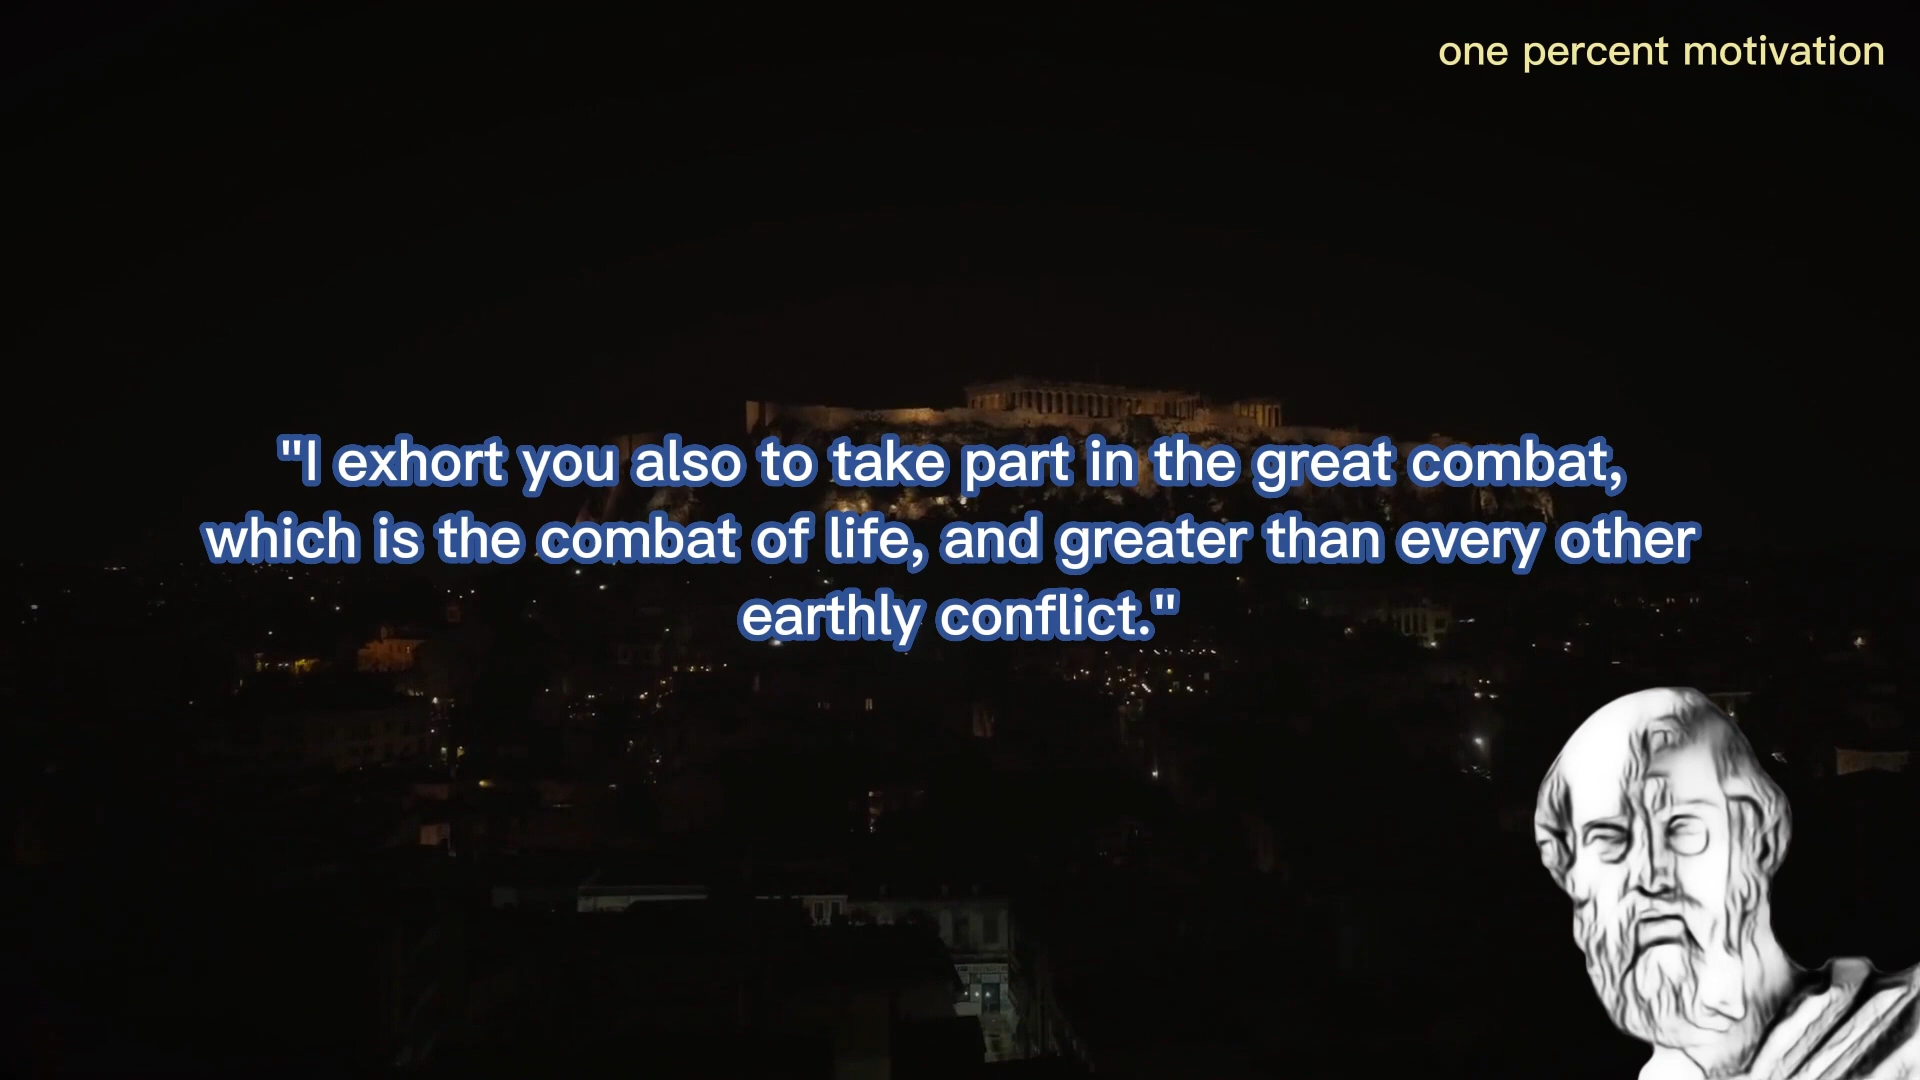 one percent motivation
"I exhort you also to take part in the great combat,
which is the combat of life, and greater than every other
earthly conflict."